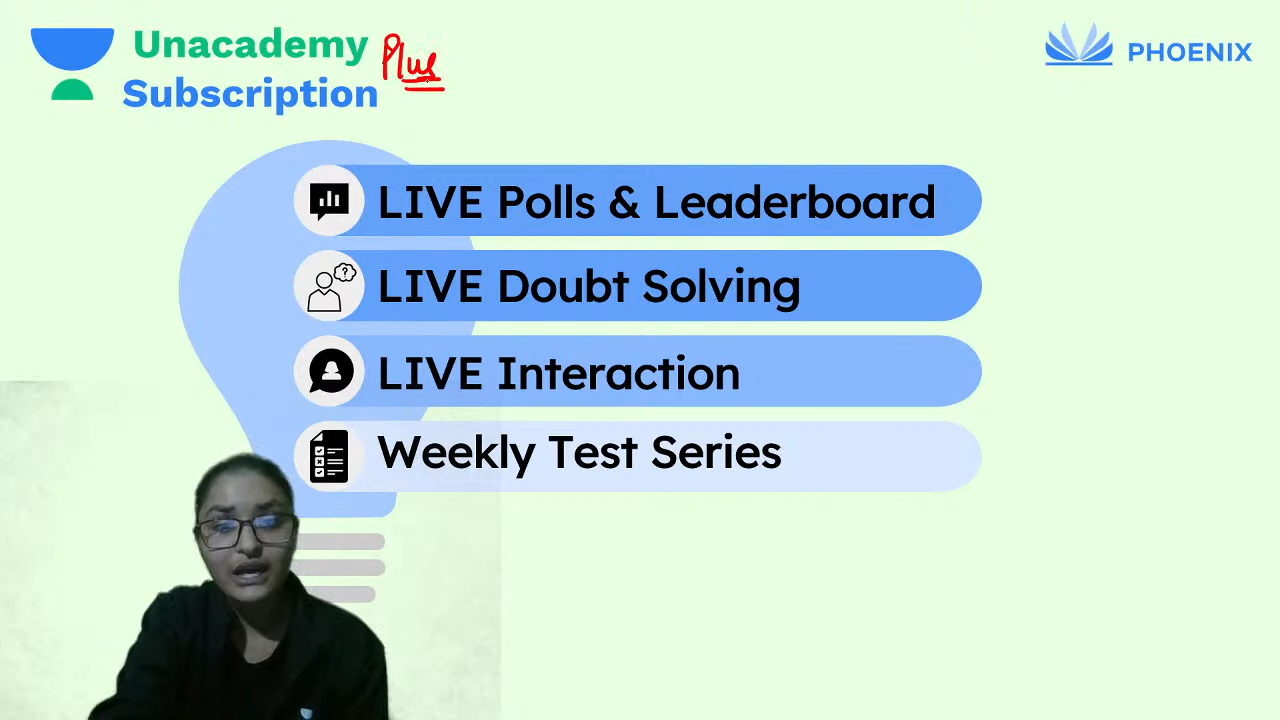 Unacademy Plus
Subscription
PHOENIX
LIVE Polls & Leaderboard
LIVE Doubt Solving
LIVE Interaction
Weekly Test Series